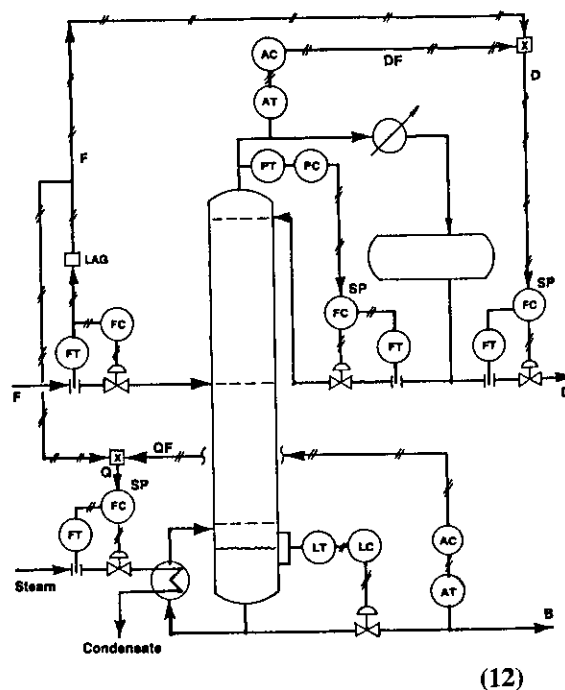 AC
DF
X
D
AT
F
PT
PC
LAG
SP
SP
FC
FC
FC
FT
FT
FT
F
D
QF
X
Q
SP
FC
AC
FT
LT
LC
AT
Steam
B
Condensate
(12)